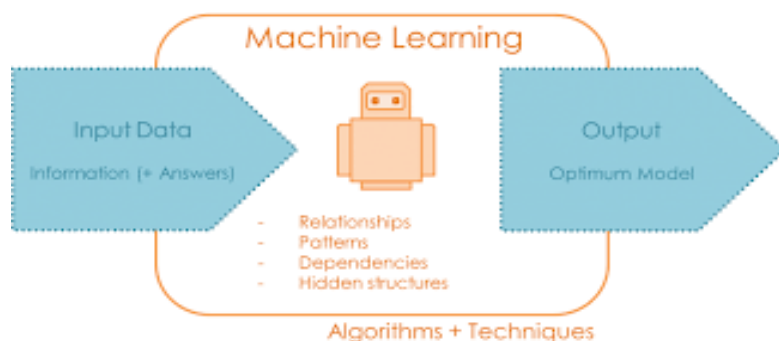 Machine Learning
Input Data
Information (+ Answers)
Output
Optimum Model
- Relationships
- Patterns
- Dependencies
- Hidden structures
Algorithms + Techniques